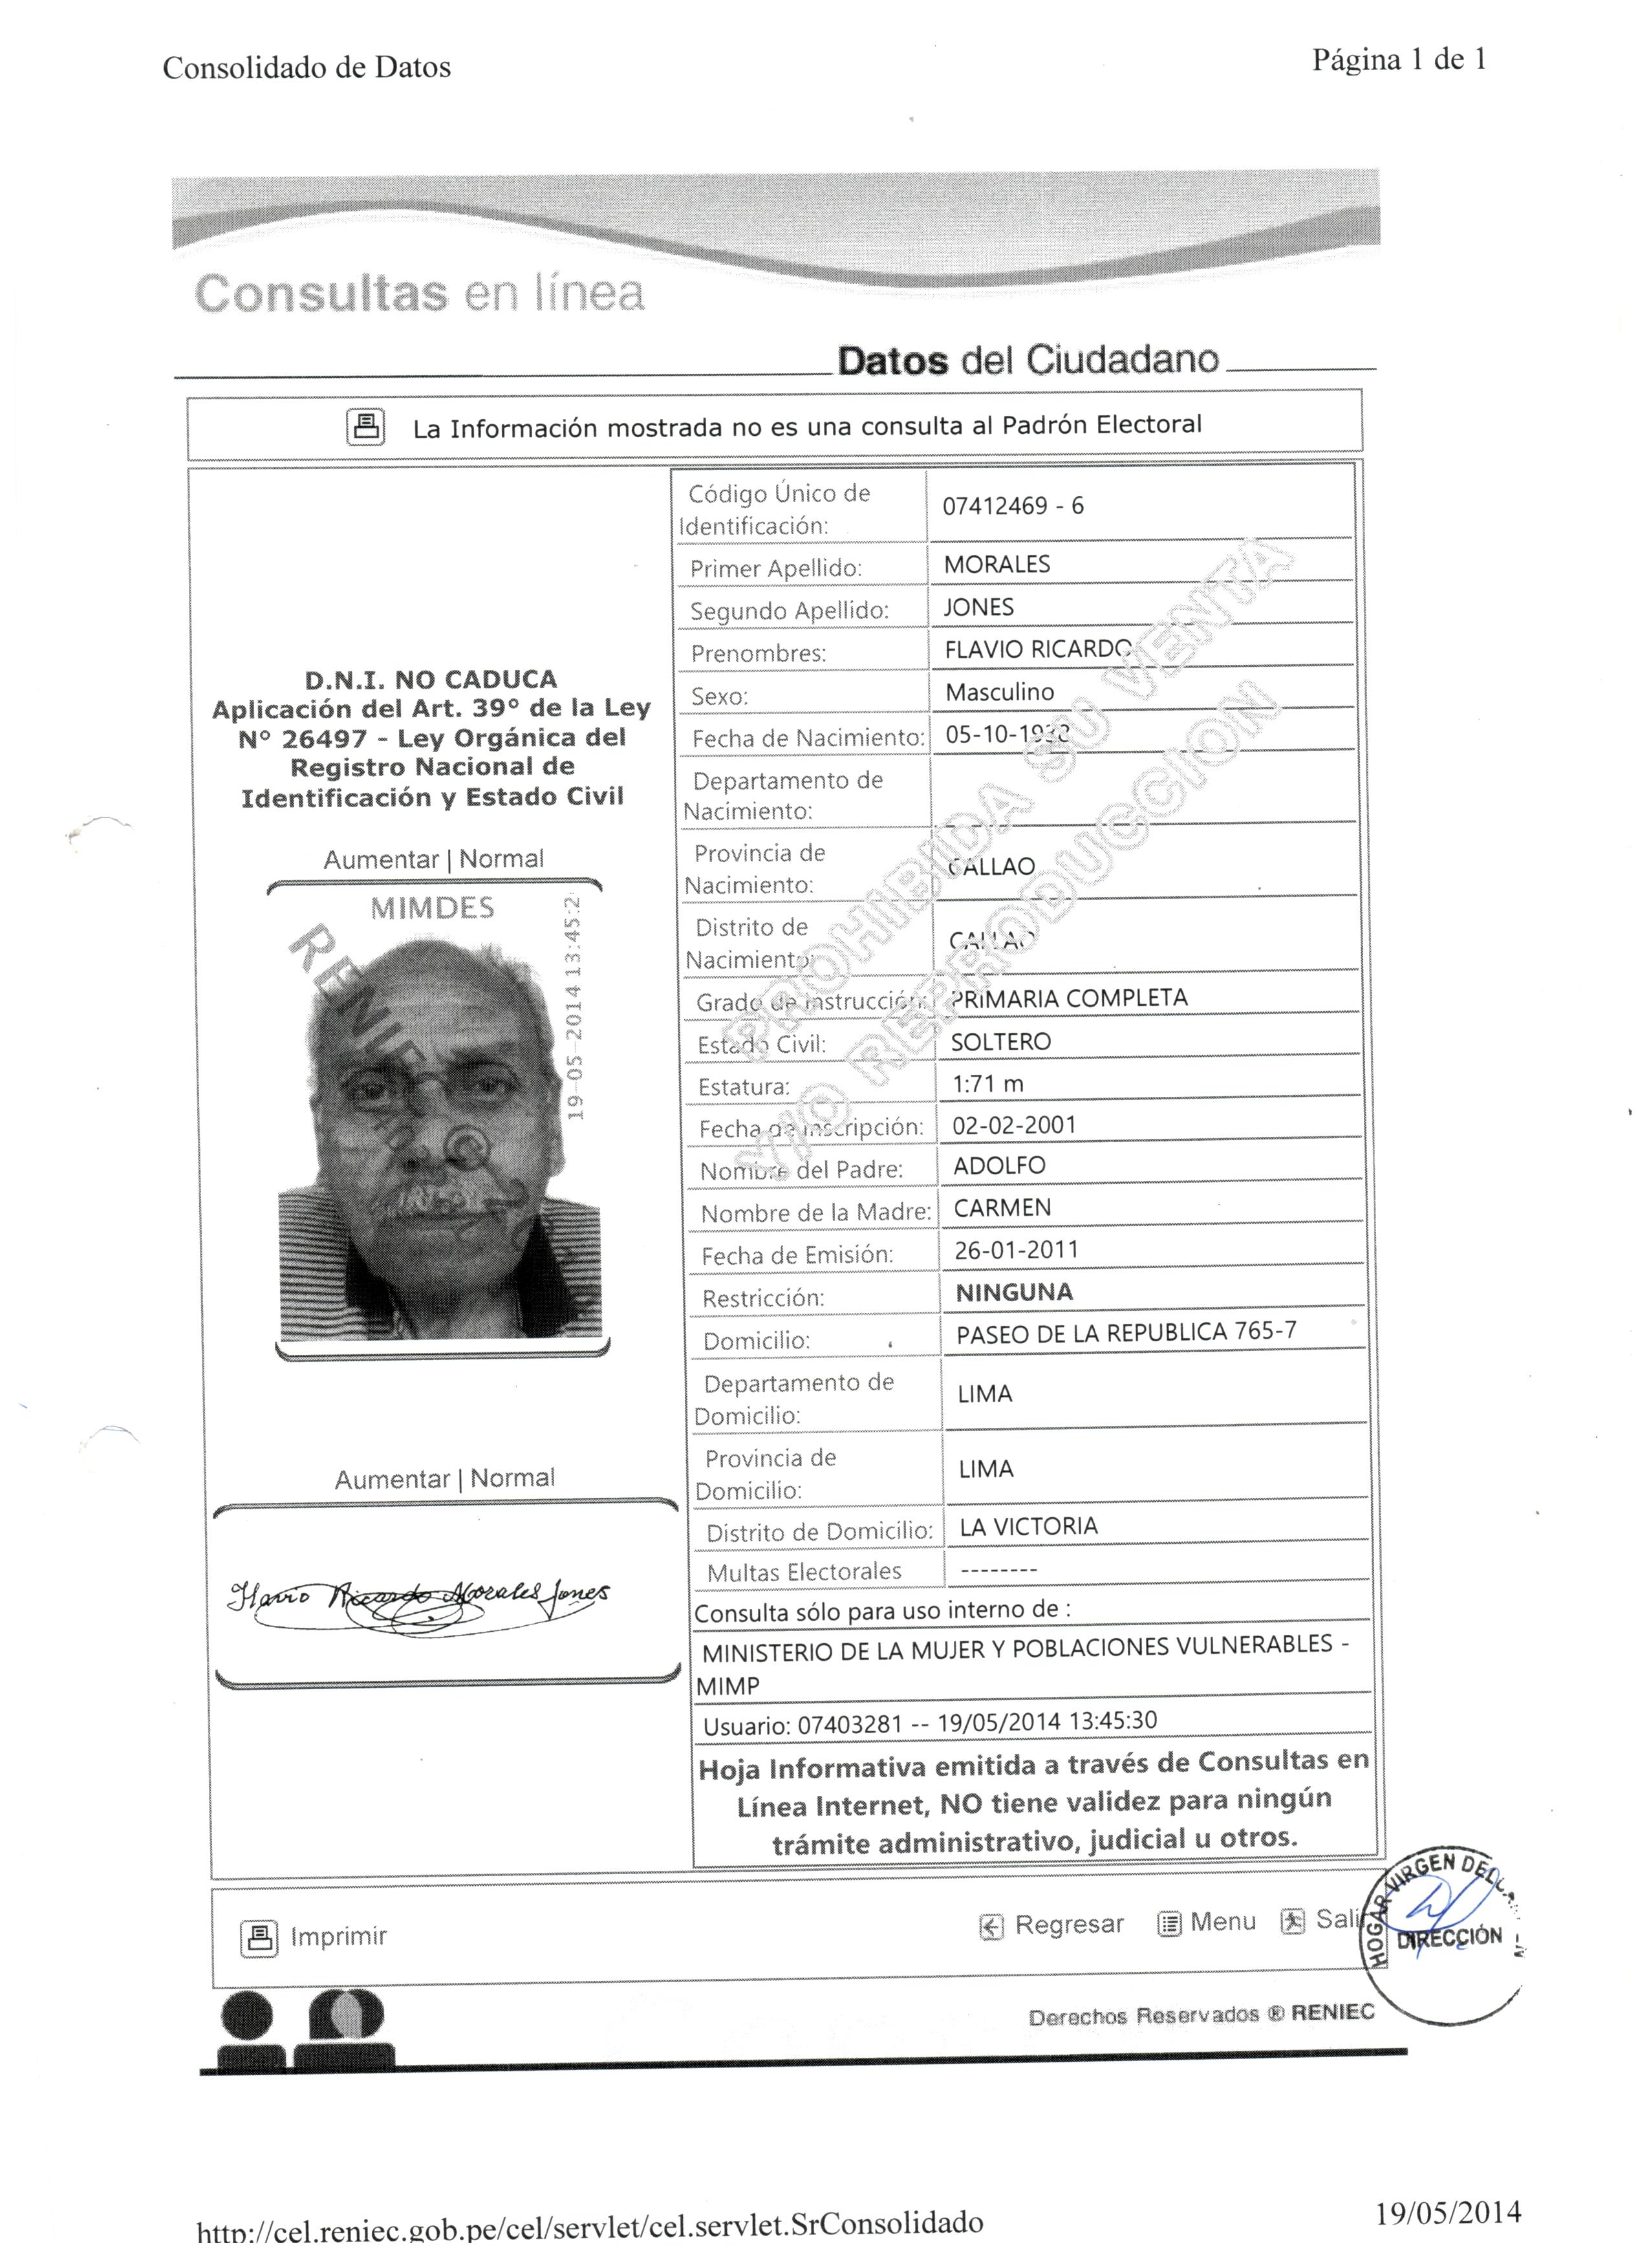 Consolidado de Datos
Página 1 de 1
Consultas en línea
Datos del Ciudadano
La Información mostrada no es una consulta al Padrón Electoral
D.N.I. NO CADUCA
Aplicación del Art. 39° de la Ley
N° 26497 - Ley Orgánica del
Registro Nacional de
Identificación y Estado Civil
Aumentar | Normal
MIMDES
RENIEC
19-05-2014 13:45:2
Aumentar | Normal
Flavio Ricardo Morales Jones
Código Único de
Identificación:
07412469 - 6
Primer Apellido: MORALES
Segundo Apellido: JONES
Prenombres: FLAVIO RICARDO
Sexo: Masculino
Fecha de Nacimiento: 05-10-
Departamento de
Nacimiento:
Provincia de
Nacimiento:
CALLAO
Distrito de
Nacimiento:
CALLAO
Grado de instrucción: PRIMARIA COMPLETA
Estado Civil: SOLTERO
Estatura: 1:71 m
Fecha de inscripción: 02-02-2001
Nombre del Padre: ADOLFO
Nombre de la Madre: CARMEN
Fecha de Emisión: 26-01-2011
Restricción: NINGUNA
Domicilio: PASEO DE LA REPUBLICA 765-7
Departamento de
Domicilio:
LIMA
Provincia de
Domicilio:
LIMA
Distrito de Domicilio: LA VICTORIA
Multas Electorales --------
Consulta sólo para uso interno de :
MINISTERIO DE LA MUJER Y POBLACIONES VULNERABLES -
MIMP
Usuario: 07403281 -- 19/05/2014 13:45:30
Hoja Informativa emitida a través de Consultas en
Línea Internet, NO tiene validez para ningún
trámite administrativo, judicial u otros.
PROHIBIDA SU VENTA
Y/O REPRODUCCION
Imprimir
Regresar Menu Sali
HOGAR VIRGEN DEL
DIRECCIÓN
Derechos Reservados ® RENIEC
http://cel.reniec.gob.pe/cel/servlet/cel.servlet.SrConsolidado
19/05/2014